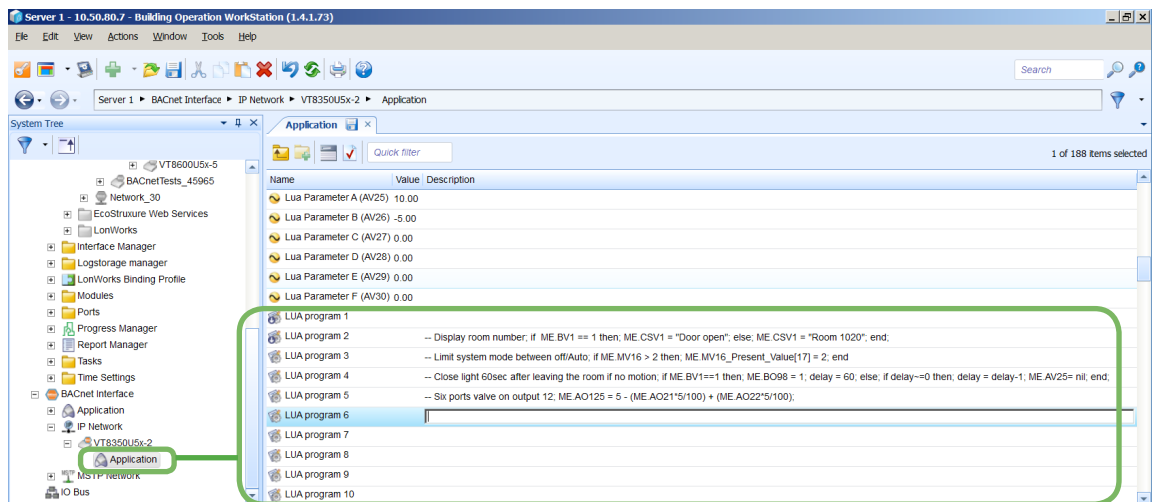 Server 1 - 10.50.80.7 - Building Operation WorkStation (1.4.1.73)
File Edit View Actions Window Tools Help
Search
Server 1 ► BACnet Interface ► IP Network ► VT8350U5x-2 ► Application
System Tree
Application
Quick filter
1 of 188 items selected
VT8600U5x-5
BACnetTests_45965
Network_30
EcoStruxure Web Services
LonWorks
Interface Manager
Logstorage manager
LonWorks Binding Profile
Modules
Ports
Progress Manager
Report Manager
Tasks
Time Settings
BACnet Interface
Application
IP Network
VT8350U5x-2
Application
MSTP Network
IO Bus
Name Value Description
Lua Parameter A (AV25) 10.00
Lua Parameter B (AV26) -5.00
Lua Parameter C (AV27) 0.00
Lua Parameter D (AV28) 0.00
Lua Parameter E (AV29) 0.00
Lua Parameter F (AV30) 0.00
LUA program 1
LUA program 2 -- Display room number; if ME.BV1 == 1 then; ME.CSV1 = "Door open"; else; ME.CSV1 = "Room 1020"; end;
LUA program 3 -- Limit system mode between off/Auto; if ME.MV16 > 2 then; ME.MV16_Present_Value[17] = 2; end
LUA program 4 -- Close light 60sec after leaving the room if no motion; if ME.BV1==1 then; ME.BO98 = 1; delay = 60; else; if delay~=0 then; delay = delay-1; ME.AV25= nil; end;
LUA program 5 -- Six ports valve on output 12; ME.AO125 = 5 - (ME.AO21*5/100) + (ME.AO22*5/100);
LUA program 6
LUA program 7
LUA program 8
LUA program 9
LUA program 10